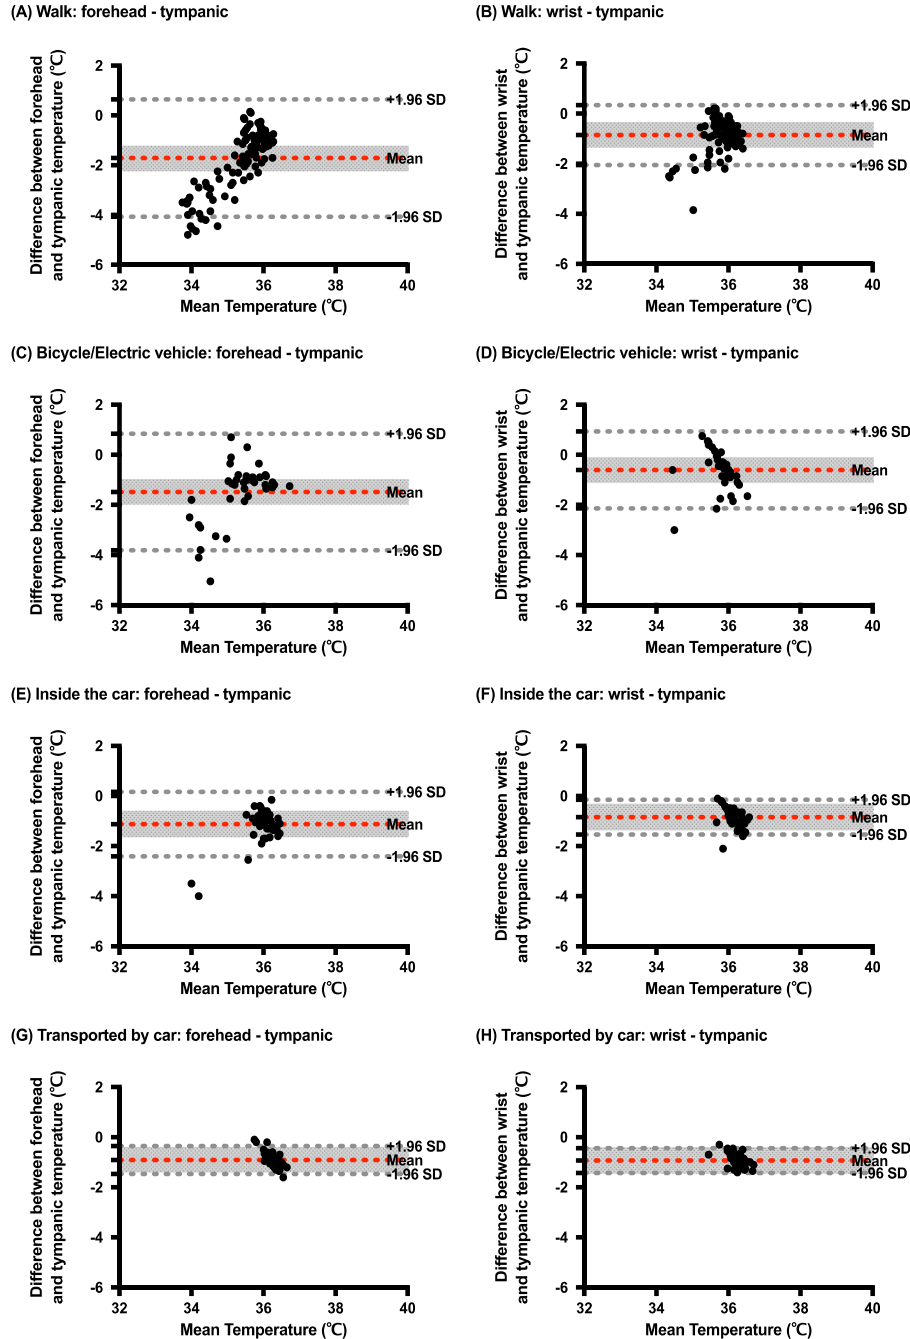 (A) Walk: forehead - tympanic
Difference between forehead
and tympanic temperature (℃)
2
0
-2
-4
-6
+1.96 SD
Mean
-1.96 SD
32
34
36
38
40
Mean Temperature (℃)
(B) Walk: wrist - tympanic
Difference between wrist
and tympanic temperature (℃)
2
0
-2
-4
-6
+1.96 SD
Mean
-1.96 SD
32
34
36
38
40
Mean Temperature (℃)
(C) Bicycle/Electric vehicle: forehead - tympanic
Difference between forehead
and tympanic temperature (℃)
2
0
-2
-4
-6
+1.96 SD
Mean
-1.96 SD
32
34
36
38
40
Mean Temperature (℃)
(D) Bicycle/Electric vehicle: wrist - tympanic
Difference between wrist
and tympanic temperature (℃)
2
0
-2
-4
-6
+1.96 SD
Mean
-1.96 SD
32
34
36
38
40
Mean Temperature (℃)
(E) Inside the car: forehead - tympanic
Difference between forehead
and tympanic temperature (℃)
2
0
-2
-4
-6
+1.96 SD
Mean
-1.96 SD
32
34
36
38
40
Mean Temperature (℃)
(F) Inside the car: wrist - tympanic
Difference between wrist
and tympanic temperature (℃)
2
0
-2
-4
-6
+1.96 SD
Mean
-1.96 SD
32
34
36
38
40
Mean Temperature (℃)
(G) Transported by car: forehead - tympanic
Difference between forehead
and tympanic temperature (℃)
2
0
-2
-4
-6
+1.96 SD
Mean
-1.96 SD
32
34
36
38
40
Mean Temperature (℃)
(H) Transported by car: wrist - tympanic
Difference between wrist
and tympanic temperature (℃)
2
0
-2
-4
-6
+1.96 SD
Mean
-1.96 SD
32
34
36
38
40
Mean Temperature (℃)